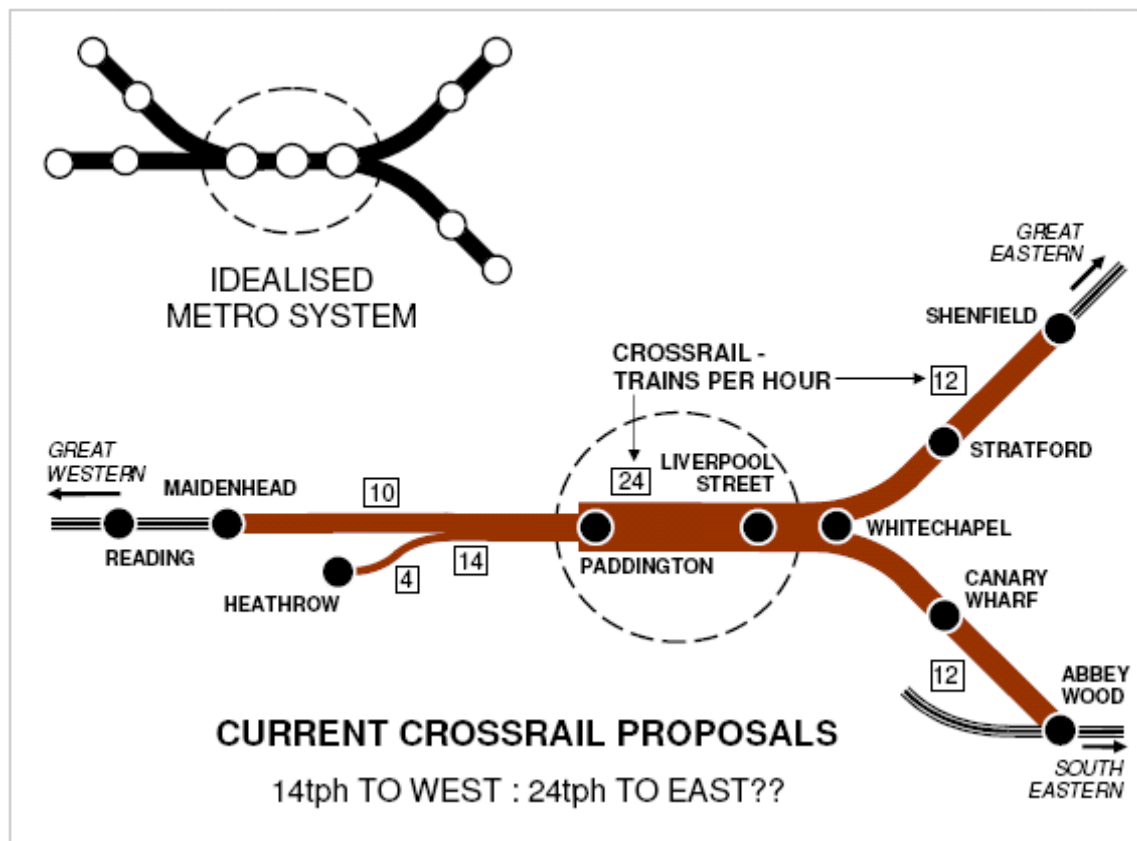 IDEALISED
METRO SYSTEM
GREAT
EASTERN
SHENFIELD
CROSSRAIL -
TRAINS PER HOUR
12
STRATFORD
GREAT
WESTERN
MAIDENHEAD
10
24
LIVERPOOL
STREET
WHITECHAPEL
READING
14
PADDINGTON
HEATHROW
4
CANARY
WHARF
12
ABBEY
WOOD
SOUTH
EASTERN
CURRENT CROSSRAIL PROPOSALS
14tph TO WEST : 24tph TO EAST??